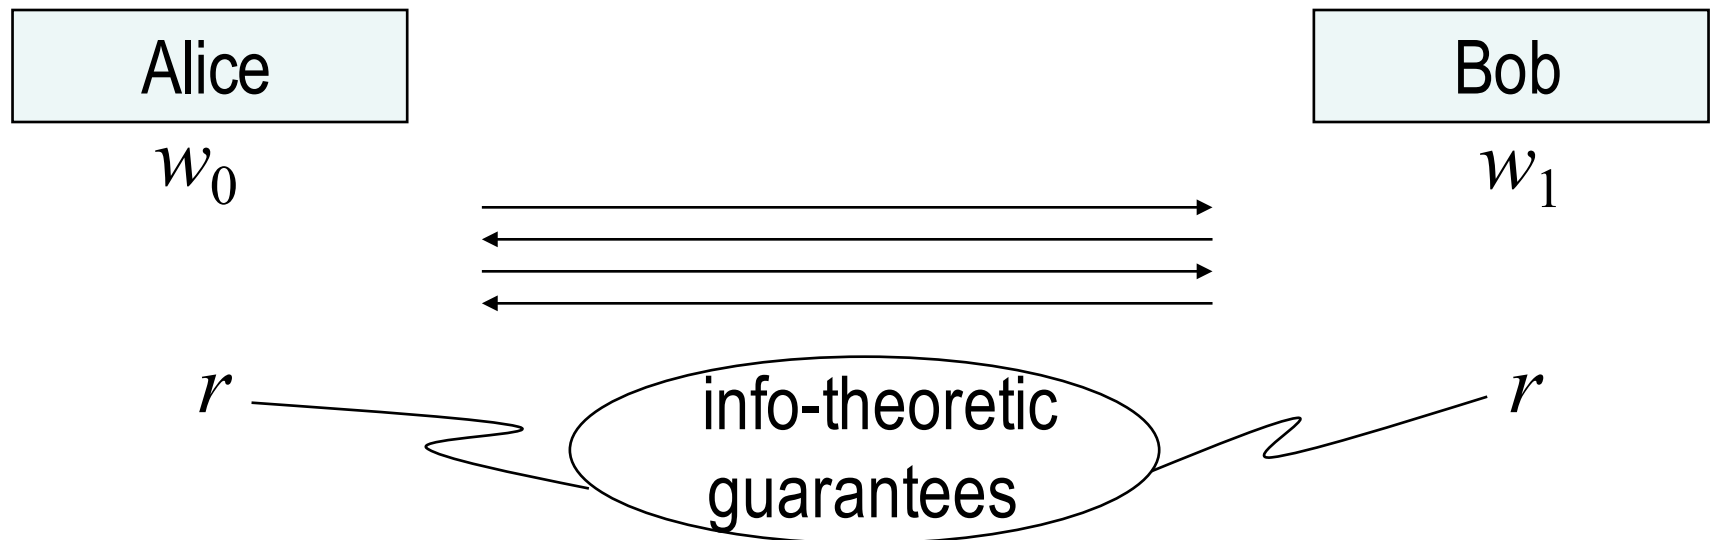 Alice
Bob
w₀
w₁
r
info-theoretic
guarantees
r